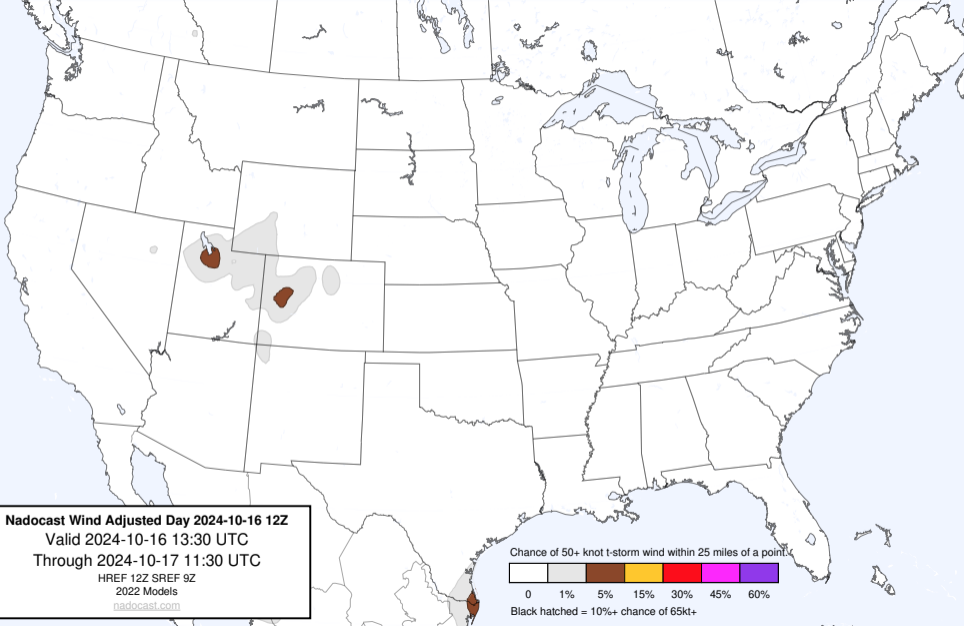 Nadocast Wind Adjusted Day 2024-10-16 12Z
Valid 2024-10-16 13:30 UTC
Through 2024-10-17 11:30 UTC
HREF 12Z SREF 9Z
2022 Models
nadocast.com
Chance of 50+ knot t-storm wind within 25 miles of a point.
0 1% 5% 15% 30% 45% 60%
Black hatched = 10%+ chance of 65kt+